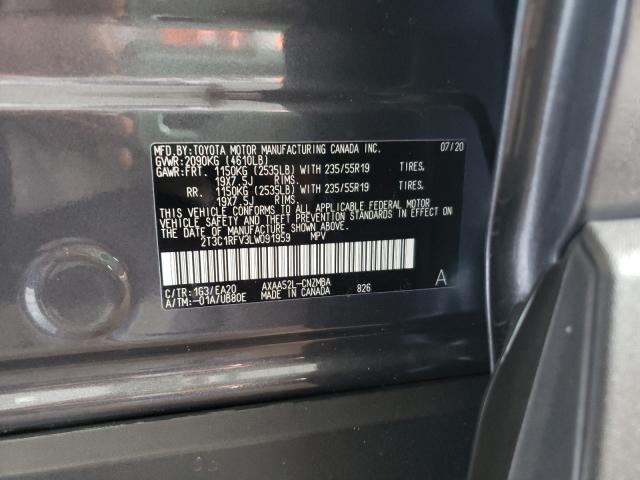 MFD.BY:TOYOTA MOTOR MANUFACTURING CANADA INC. 07/20
GVWR:2090KG (4610LB)
GAWR:FRT. 1150KG (2535LB) WITH 235/55R19 TIRES,
19X7.5J RIMS.
RR. 1150KG (2535LB) WITH 235/55R19 TIRES,
19X7.5J RIMS.
THIS VEHICLE CONFORMS TO ALL APPLICABLE FEDERAL MOTOR
VEHICLE SAFETY AND THEFT PREVENTION STANDARDS IN EFFECT
ON THE DATE OF MANUFACTURE SHOWN ABOVE.
2T3C1RFV3LW091959 MPV
C/TR:163/EA20 AXAA52L-CNZMBA A
A/TM:-01A/U680E MADE IN CANADA 826